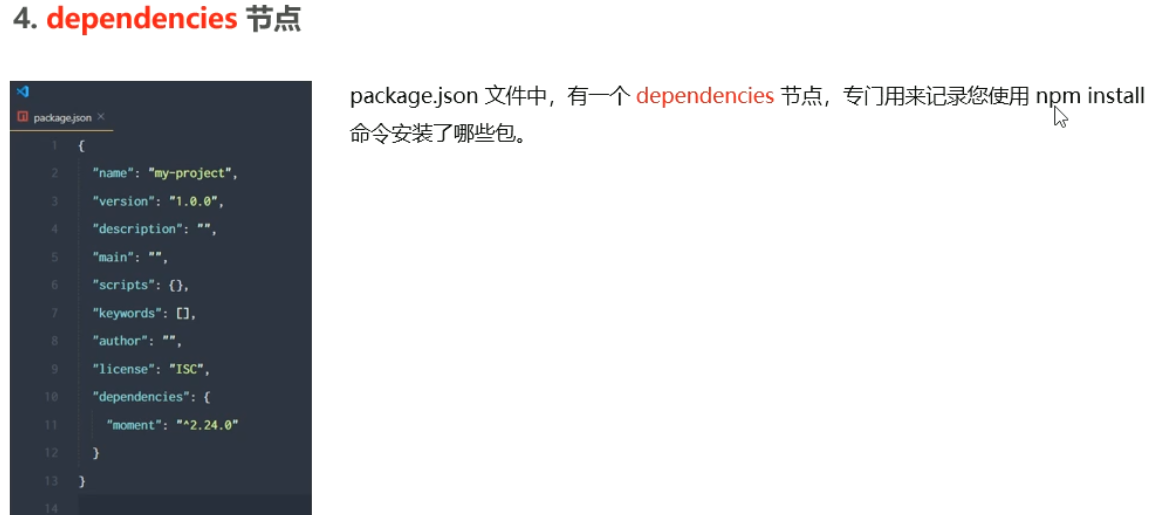 4. dependencies 节点
package.json 文件中，有一个 dependencies 节点，专门用来记录您使用 npm install
命令安装了哪些包。
package.json ×
1 {
2 "name": "my-project",
3 "version": "1.0.0",
4 "description": "",
5 "main": "",
6 "scripts": {},
7 "keywords": [],
8 "author": "",
9 "license": "ISC",
10 "dependencies": {
11 "moment": "^2.24.0"
12 }
13 }
14